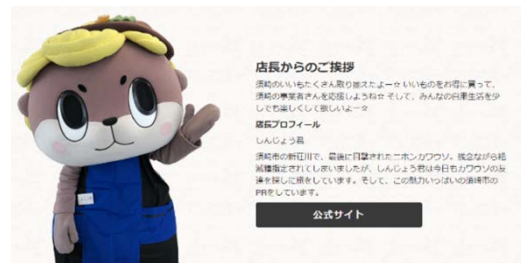 店長からのご挨拶
須崎のいいもたくさん取り揃えたよー☆ いいものをお得に買って、
須崎の事業者さんを応援しようね☆ そして、みんなの自粛生活を少
しでも楽しくして欲しいよー☆
店長プロフィール
しんじょう君
須崎市の新荘川で、最後に目撃されたニホンカワウソ。残念ながら絶
滅種指定されてしまいましたが、しんじょう君は今日もカワウソの友
達を探しに旅をしています。そして、この魅力いっぱいの須崎市の
PRをしています。
公式サイト